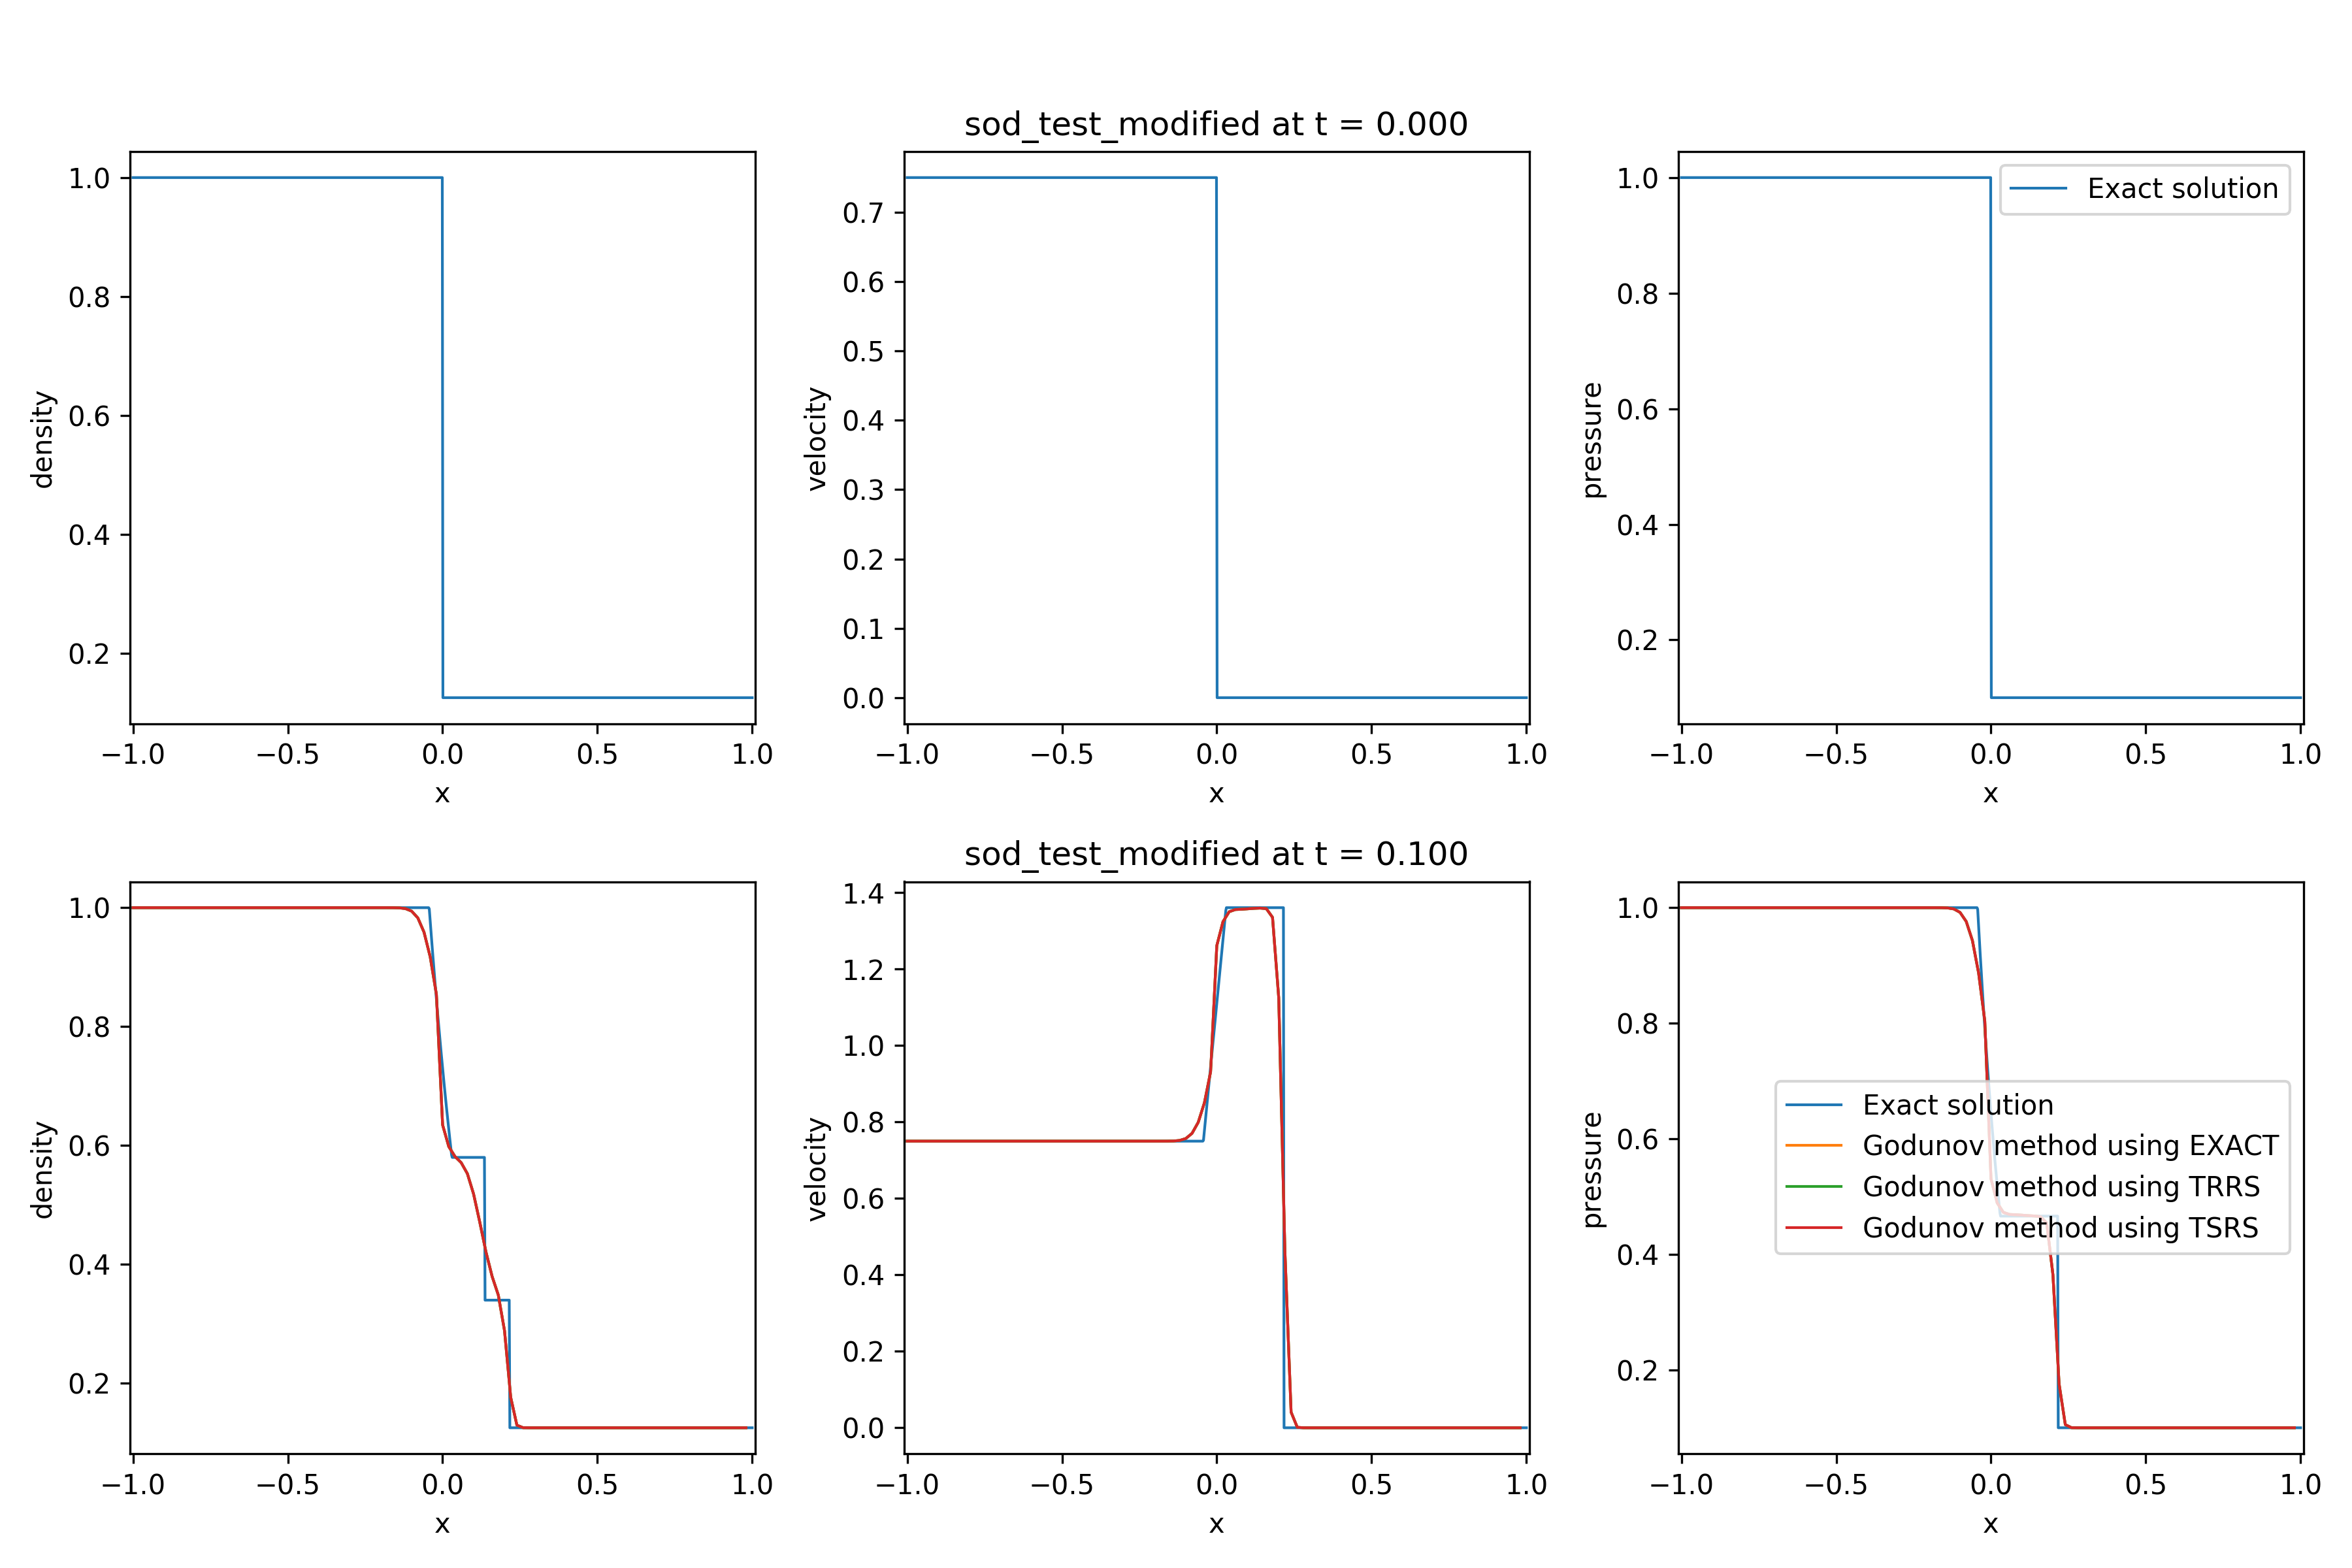 sod_test_modified at t = 0.000
density
1.0
0.8
0.6
0.4
0.2
−1.0 −0.5 0.0 0.5 1.0
x
velocity
0.7
0.6
0.5
0.4
0.3
0.2
0.1
0.0
−1.0 −0.5 0.0 0.5 1.0
x
pressure
1.0
0.8
0.6
0.4
0.2
Exact solution
−1.0 −0.5 0.0 0.5 1.0
x
sod_test_modified at t = 0.100
density
1.0
0.8
0.6
0.4
0.2
−1.0 −0.5 0.0 0.5 1.0
x
velocity
1.4
1.2
1.0
0.8
0.6
0.4
0.2
0.0
−1.0 −0.5 0.0 0.5 1.0
x
pressure
1.0
0.8
0.6
0.4
0.2
Exact solution
Godunov method using EXACT
Godunov method using TRRS
Godunov method using TSRS
−1.0 −0.5 0.0 0.5 1.0
x